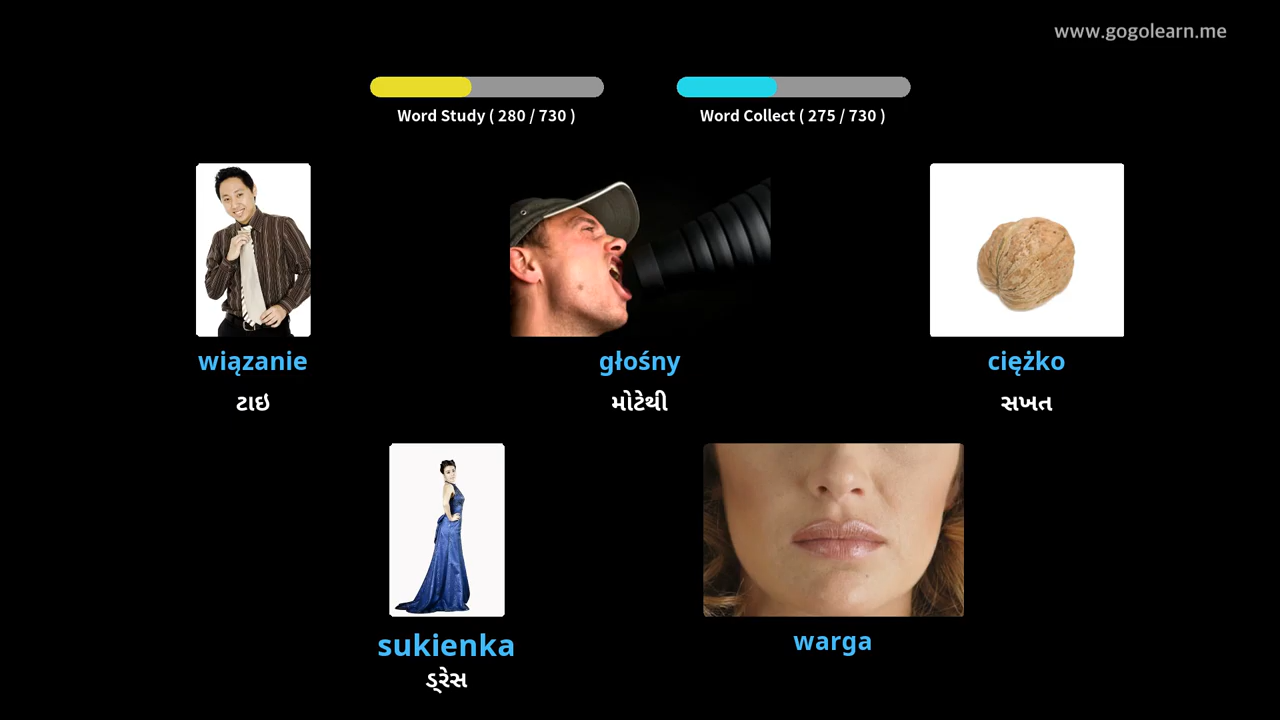 www.gogolearn.me
Word Study ( 280 / 730 )
Word Collect ( 275 / 730 )
wiązanie
głośny
ciężko
ટાઇ
મોટેથી
સખત
sukienka
warga
ડ્રેસ